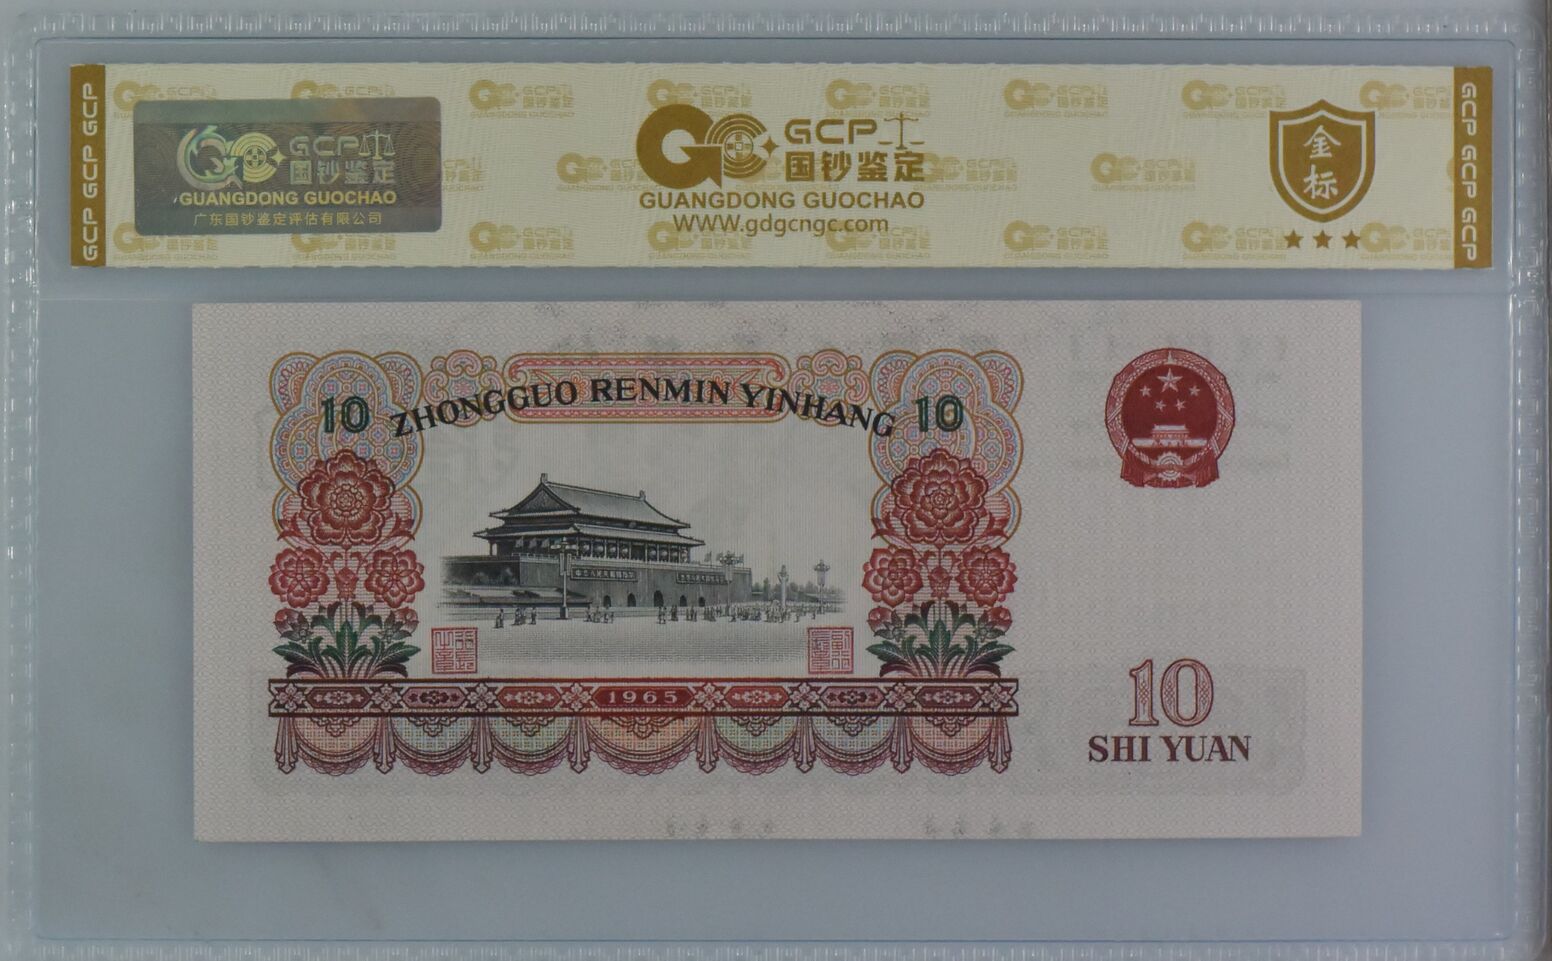 GCP GCP GCP
GCP
国钞鉴定
GUANGDONG GUOCHAO
广东国钞鉴定评估有限公司
GCP
国钞鉴定
GUANGDONG GUOCHAO
WWW.gdgcngc.com
金
标
GCP GCP GCP
10 ZHONGGUO RENMIN YINHANG 10
1965
10
SHI YUAN